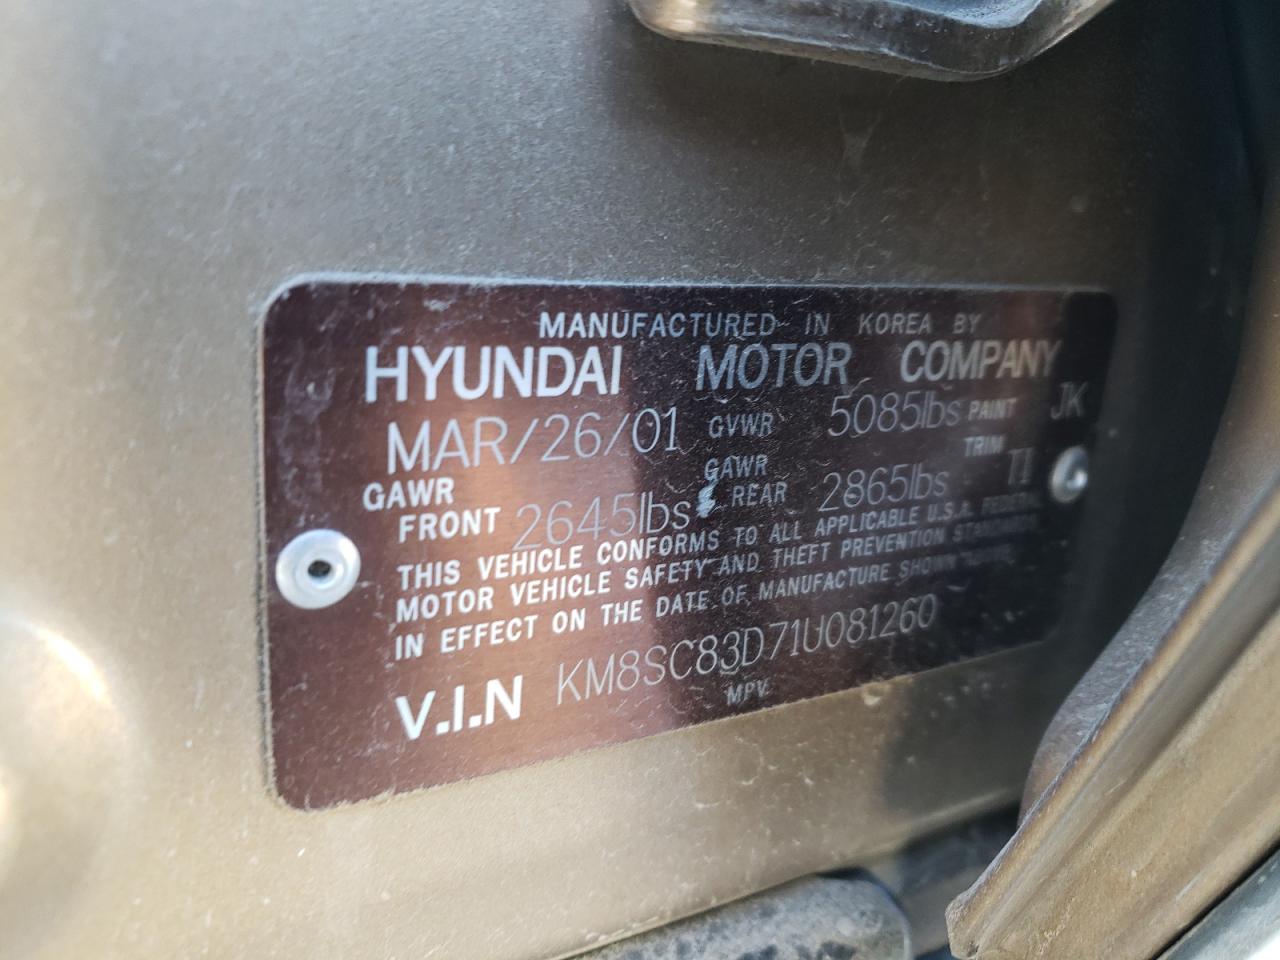 MANUFACTURED IN KOREA BY
HYUNDAI MOTOR COMPANY
MAR/26/01 GVWR 5085lbs PAINT JK
GAWR FRONT 2645lbs GAWR REAR 2865lbs TRIM TI
THIS VEHICLE CONFORMS TO ALL APPLICABLE U.S.A. FEDERAL
MOTOR VEHICLE SAFETY AND THEFT PREVENTION STANDARDS
IN EFFECT ON THE DATE OF MANUFACTURE SHOWN ABOVE.
V.I.N KM8SC83D71U081260
MPV